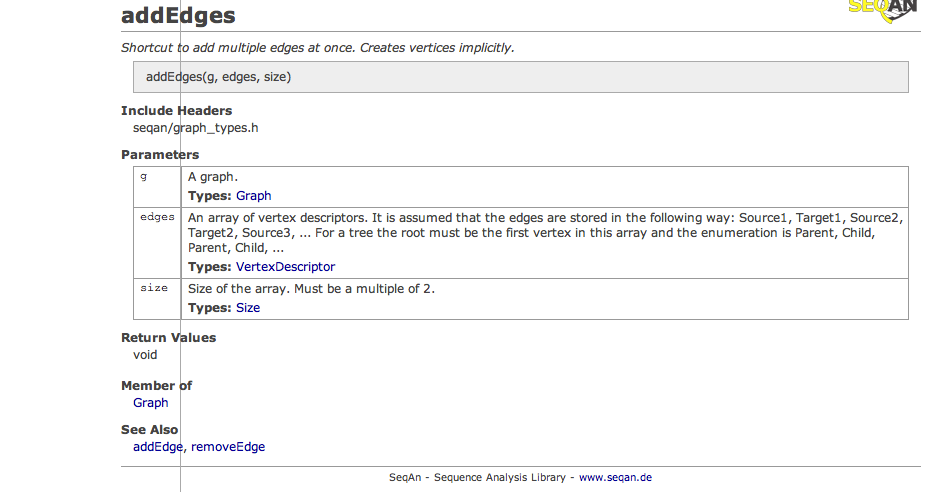 SEQAN
addEdges
Shortcut to add multiple edges at once. Creates vertices implicitly.
addEdges(g, edges, size)
Include Headers
seqan/graph_types.h
Parameters
g
A graph.
Types: Graph
edges
An array of vertex descriptors. It is assumed that the edges are stored in the following way: Source1, Target1, Source2,
Target2, Source3, ... For a tree the root must be the first vertex in this array and the enumeration is Parent, Child,
Parent, Child, ...
Types: VertexDescriptor
size
Size of the array. Must be a multiple of 2.
Types: Size
Return Values
void
Member of
Graph
See Also
addEdge, removeEdge
SeqAn - Sequence Analysis Library - www.seqan.de